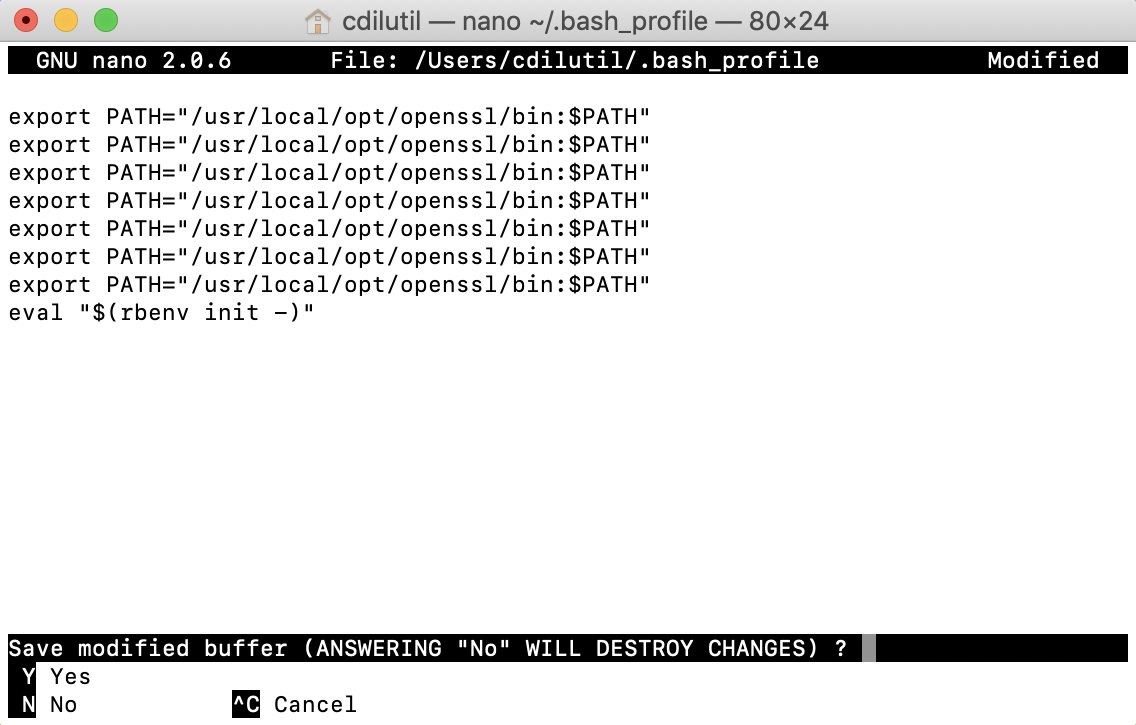 cdilutil — nano ~/.bash_profile — 80×24
GNU nano 2.0.6 File: /Users/cdilutil/.bash_profile Modified
export PATH="/usr/local/opt/openssl/bin:$PATH"
export PATH="/usr/local/opt/openssl/bin:$PATH"
export PATH="/usr/local/opt/openssl/bin:$PATH"
export PATH="/usr/local/opt/openssl/bin:$PATH"
export PATH="/usr/local/opt/openssl/bin:$PATH"
export PATH="/usr/local/opt/openssl/bin:$PATH"
export PATH="/usr/local/opt/openssl/bin:$PATH"
eval "$(rbenv init -)"
Save modified buffer (ANSWERING "No" WILL DESTROY CHANGES) ?
Y Yes
N No ^C Cancel